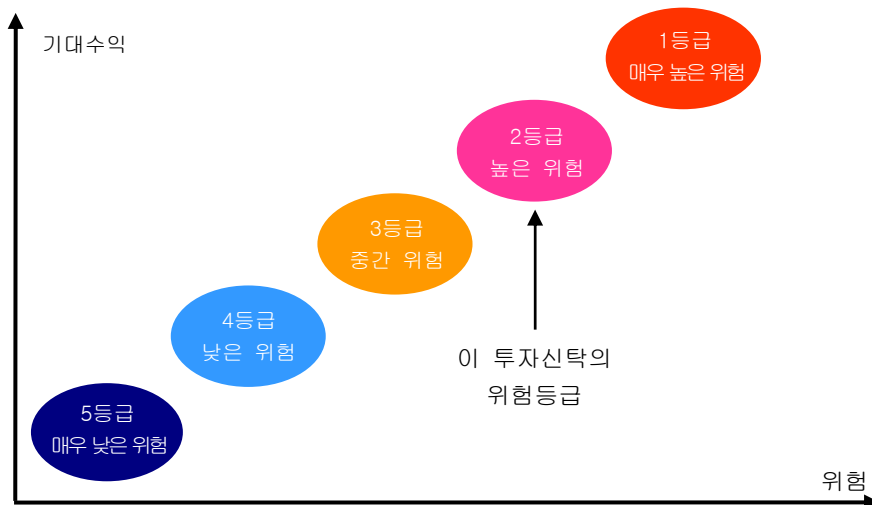 기대수익
1등급
매우 높은 위험
2등급
높은 위험
3등급
중간 위험
4등급
낮은 위험
이 투자신탁의
위험등급
5등급
매우 낮은 위험
위험